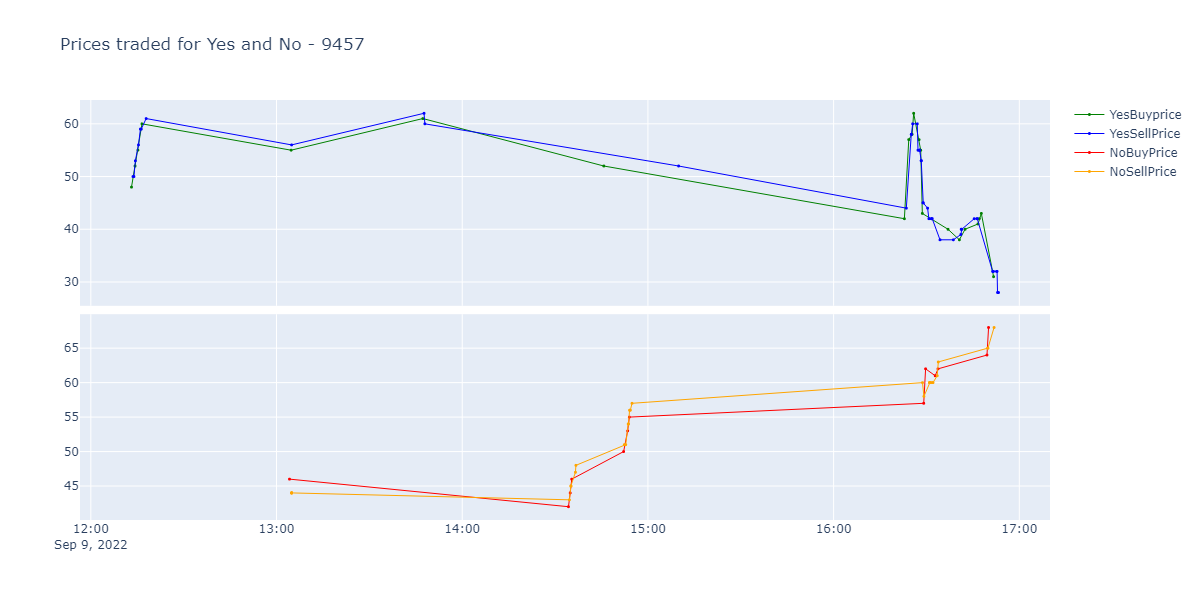 Prices traded for Yes and No - 9457
YesBuyprice
YesSellPrice
NoBuyPrice
NoSellPrice
60
50
40
30
65
60
55
50
45
12:00 13:00 14:00 15:00 16:00 17:00
Sep 9, 2022